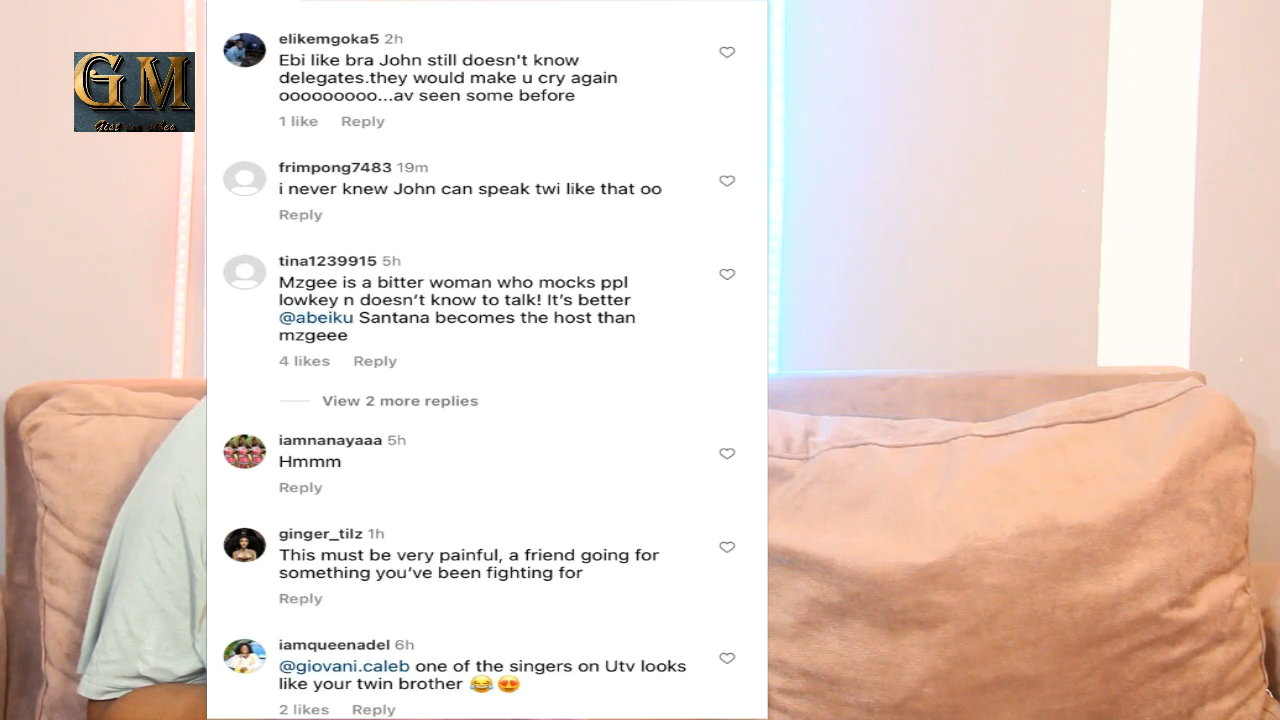 GM
Gist me vibes
elikemgoka5 2h
Ebi like bra John still doesn't know
delegates.they would make u cry again
ooooooooo...av seen some before
1 like Reply
frimpong7483 19m
i never knew John can speak twi like that oo
Reply
tina1239915 5h
Mzgee is a bitter woman who mocks ppl
lowkey n doesn’t know to talk! It’s better
@abeiku Santana becomes the host than
mzgeee
4 likes Reply
View 2 more replies
iamnanayaaa 5h
Hmmm
Reply
ginger_tilz 1h
This must be very painful, a friend going for
something you’ve been fighting for
Reply
iamqueenadel 6h
@giovani.caleb one of the singers on Utv looks
like your twin brother 😂😍
2 likes Reply